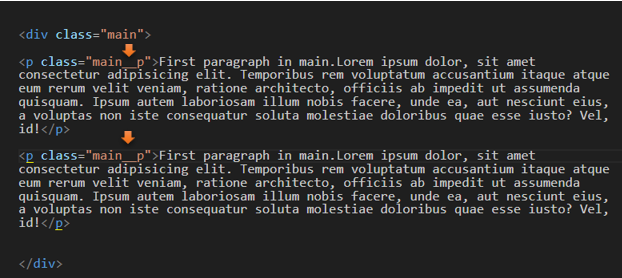 <div class="main">
<p class="main__p">First paragraph in main.Lorem ipsum dolor, sit amet
consectetur adipisicing elit. Temporibus rem voluptatum accusantium itaque atque
eum rerum velit veniam, ratione architecto, officiis ab impedit ut assumenda
quisquam. Ipsum autem laboriosam illum nobis facere, unde ea, aut nesciunt eius,
a voluptas non iste consequatur soluta molestiae doloribus quae esse iusto? Vel,
id!</p>
<p class="main__p">First paragraph in main.Lorem ipsum dolor, sit amet
consectetur adipisicing elit. Temporibus rem voluptatum accusantium itaque atque
eum rerum velit veniam, ratione architecto, officiis ab impedit ut assumenda
quisquam. Ipsum autem laboriosam illum nobis facere, unde ea, aut nesciunt eius,
a voluptas non iste consequatur soluta molestiae doloribus quae esse iusto? Vel,
id!</p>
</div>